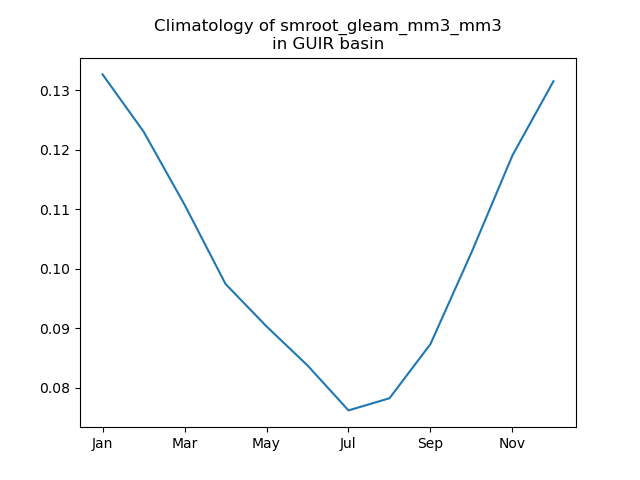 Climatology of smroot_gleam_mm3_mm3
in GUIR basin
0.13
0.12
0.11
0.10
0.09
0.08
Jan Mar May Jul Sep Nov